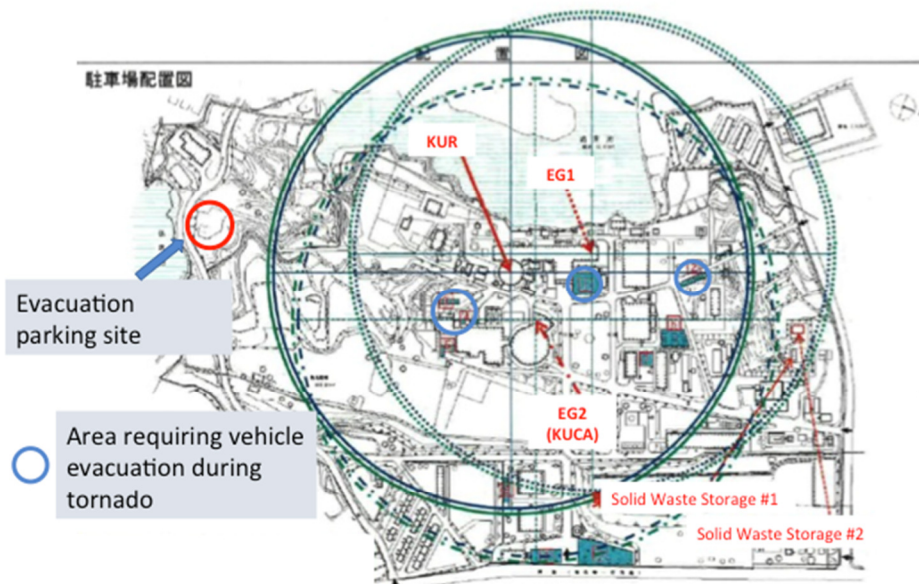 駐車場配置図
KUR
EG1
Evacuation
parking site
EG2
(KUCA)
Area requiring vehicle
evacuation during
tornado
Solid Waste Storage #1
Solid Waste Storage #2